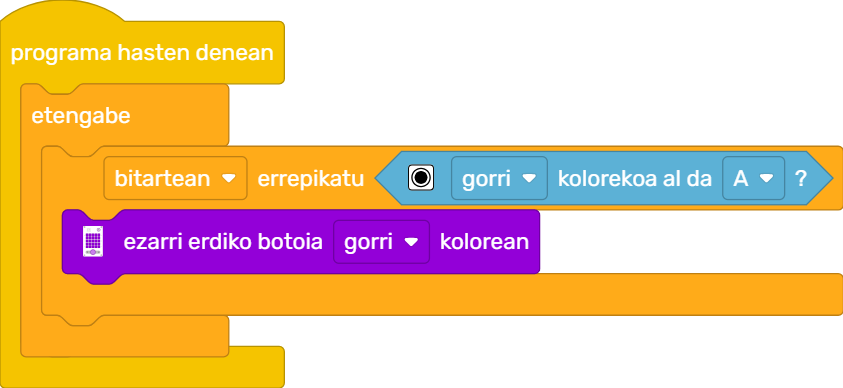 programa hasten denean
etengabe
bitartean errepikatu gorri kolorekoa al da A ?
ezarri erdiko botoia gorri kolorean